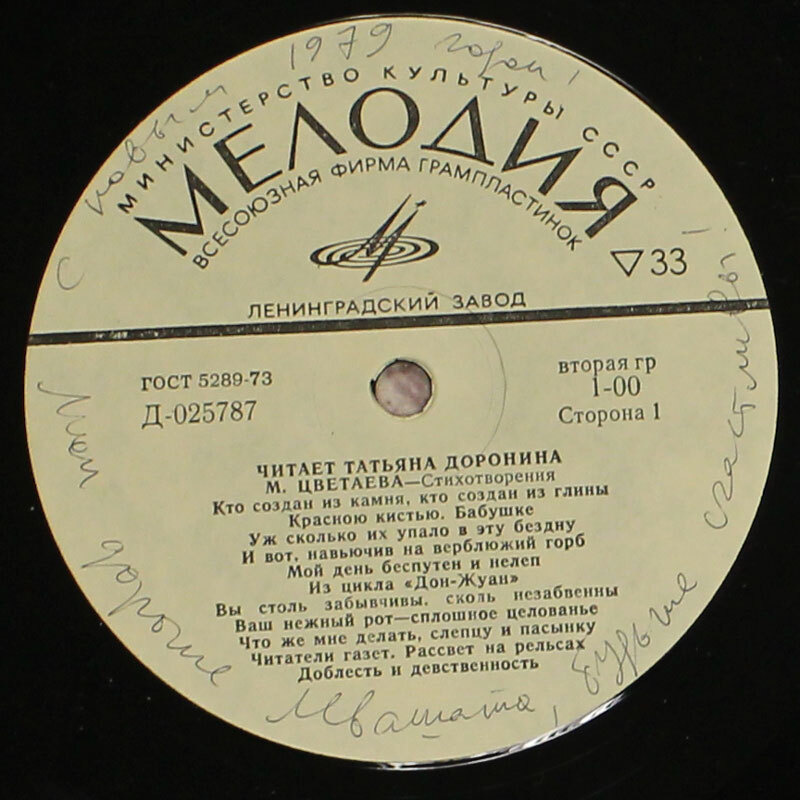 С новым 1979 годом!
МИНИСТЕРСТВО КУЛЬТУРЫ СССР
МЕЛОДИЯ
ВСЕСОЮЗНАЯ ФИРМА ГРАМПЛАСТИНОК
33
ЛЕНИНГРАДСКИЙ ЗАВОД
ГОСТ 5289-73
Д-025787
вторая гр
1-00
Сторона 1
ЧИТАЕТ ТАТЬЯНА ДОРОНИНА
М. ЦВЕТАЕВА—Стихотворения
Кто создан из камня, кто создан из глины
Красною кистью. Бабушке
Уж сколько их упало в эту бездну
И вот, навьючив на верблюжий горб
Мой день беспутен и нелеп
Из цикла «Дон-Жуан»
Вы столь забывчивы, сколь незабвенны
Ваш нежный рот—сплошное целованье
Что же мне делать, слепцу и пасынку
Читатели газет. Рассвет на рельсах
Доблесть и девственность
Мои хорошие, будьте счастливы!